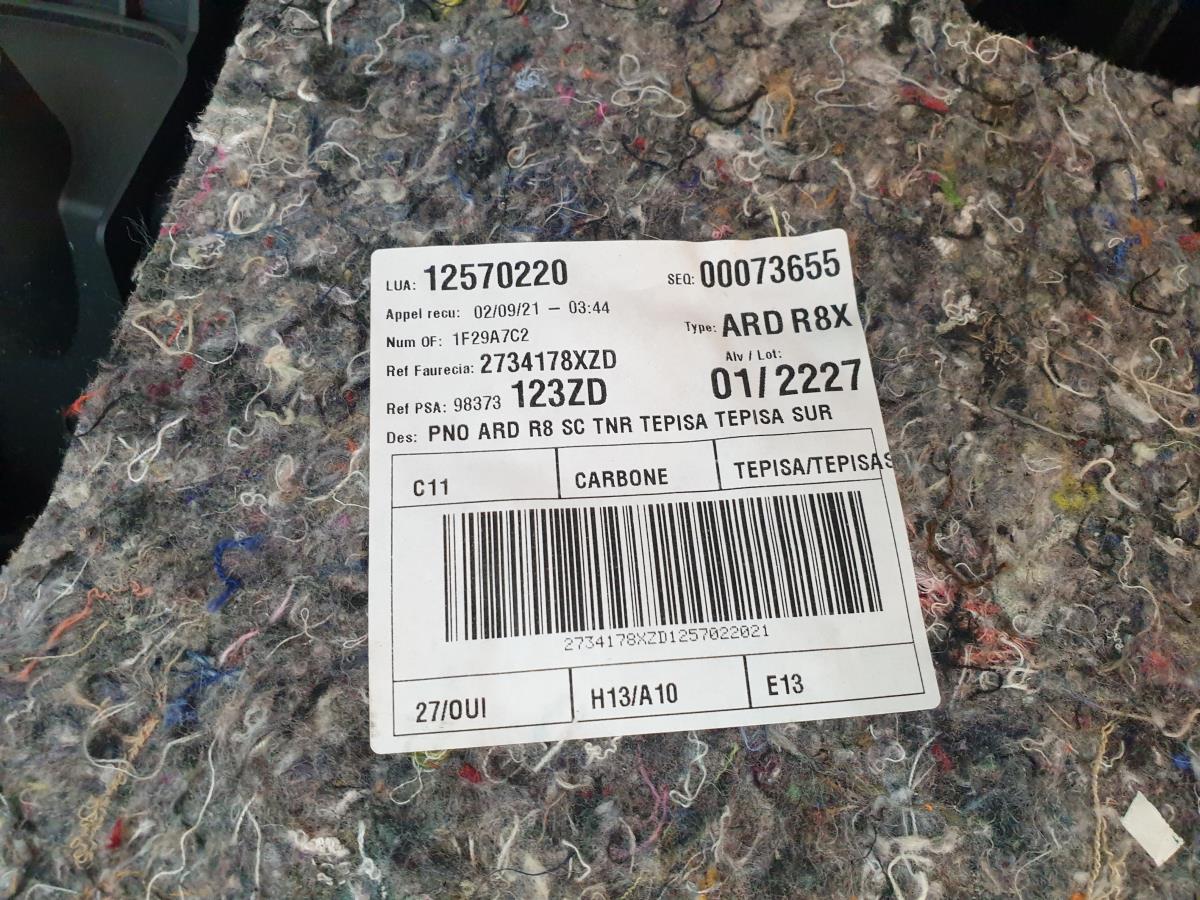 LUA: 12570220 SEQ: 00073655
Appel recu: 02/09/21 – 03:44
Num OF: 1F29A7C2 Type: ARD R8X
Ref Faurecia: 2734178XZD Alv / Lot:
Ref PSA: 98373 123ZD 01/2227
Des: PNO ARD R8 SC TNR TEPISA TEPISA SUR
C11 CARBONE TEPISA/TEPISAS
2734178XZD1257022021
27/OUI H13/A10 E13